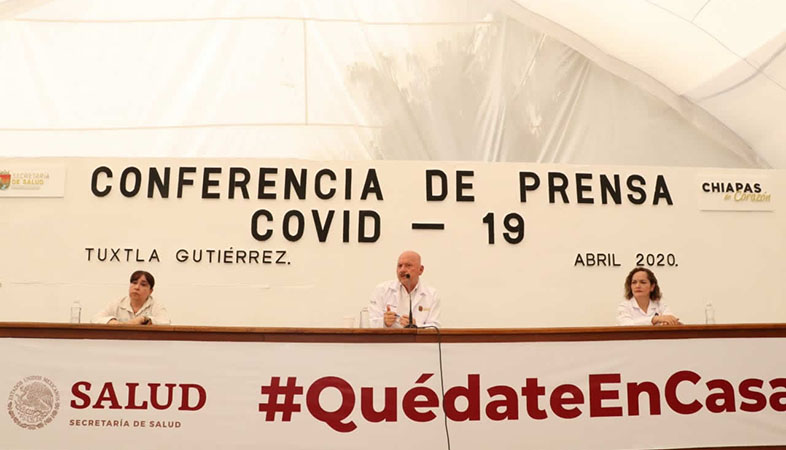 CONFERENCIA DE PRENSA
COVID — 19
TUXTLA GUTIÉRREZ.
ABRIL 2020.
SECRETARÍA
DE SALUD
CHIAPAS
de Corazón
SALUD
SECRETARÍA DE SALUD
#QuédateEnCasa